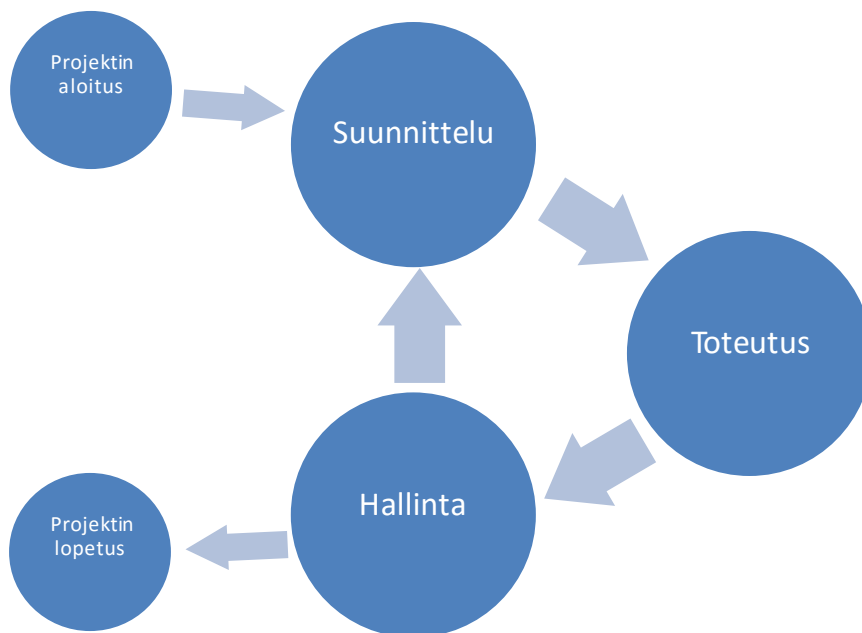 Projektin
aloitus
Suunnittelu
Toteutus
Hallinta
Projektin
lopetus